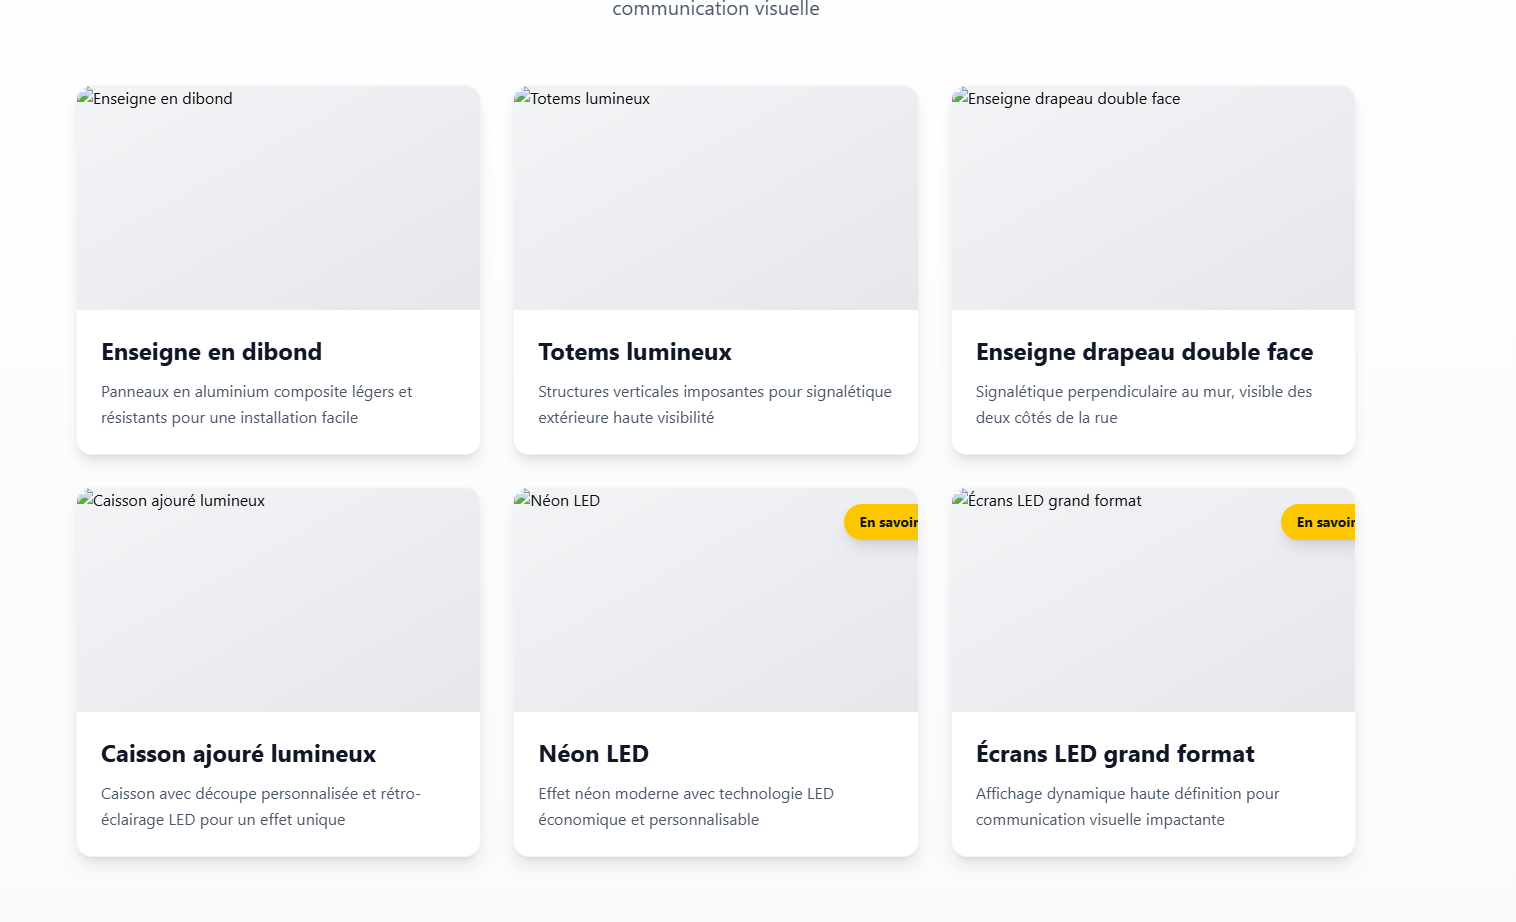 communication visuelle
Enseigne en dibond
Totems lumineux
Enseigne drapeau double face
Enseigne en dibond
Panneaux en aluminium composite légers et
résistants pour une installation facile
Totems lumineux
Structures verticales imposantes pour signalétique
extérieure haute visibilité
Enseigne drapeau double face
Signalétique perpendiculaire au mur, visible des
deux côtés de la rue
Caisson ajouré lumineux
Néon LED
En savoir
Écrans LED grand format
En savoir
Caisson ajouré lumineux
Caisson avec découpe personnalisée et rétro-
éclairage LED pour un effet unique
Néon LED
Effet néon moderne avec technologie LED
économique et personnalisable
Écrans LED grand format
Affichage dynamique haute définition pour
communication visuelle impactante